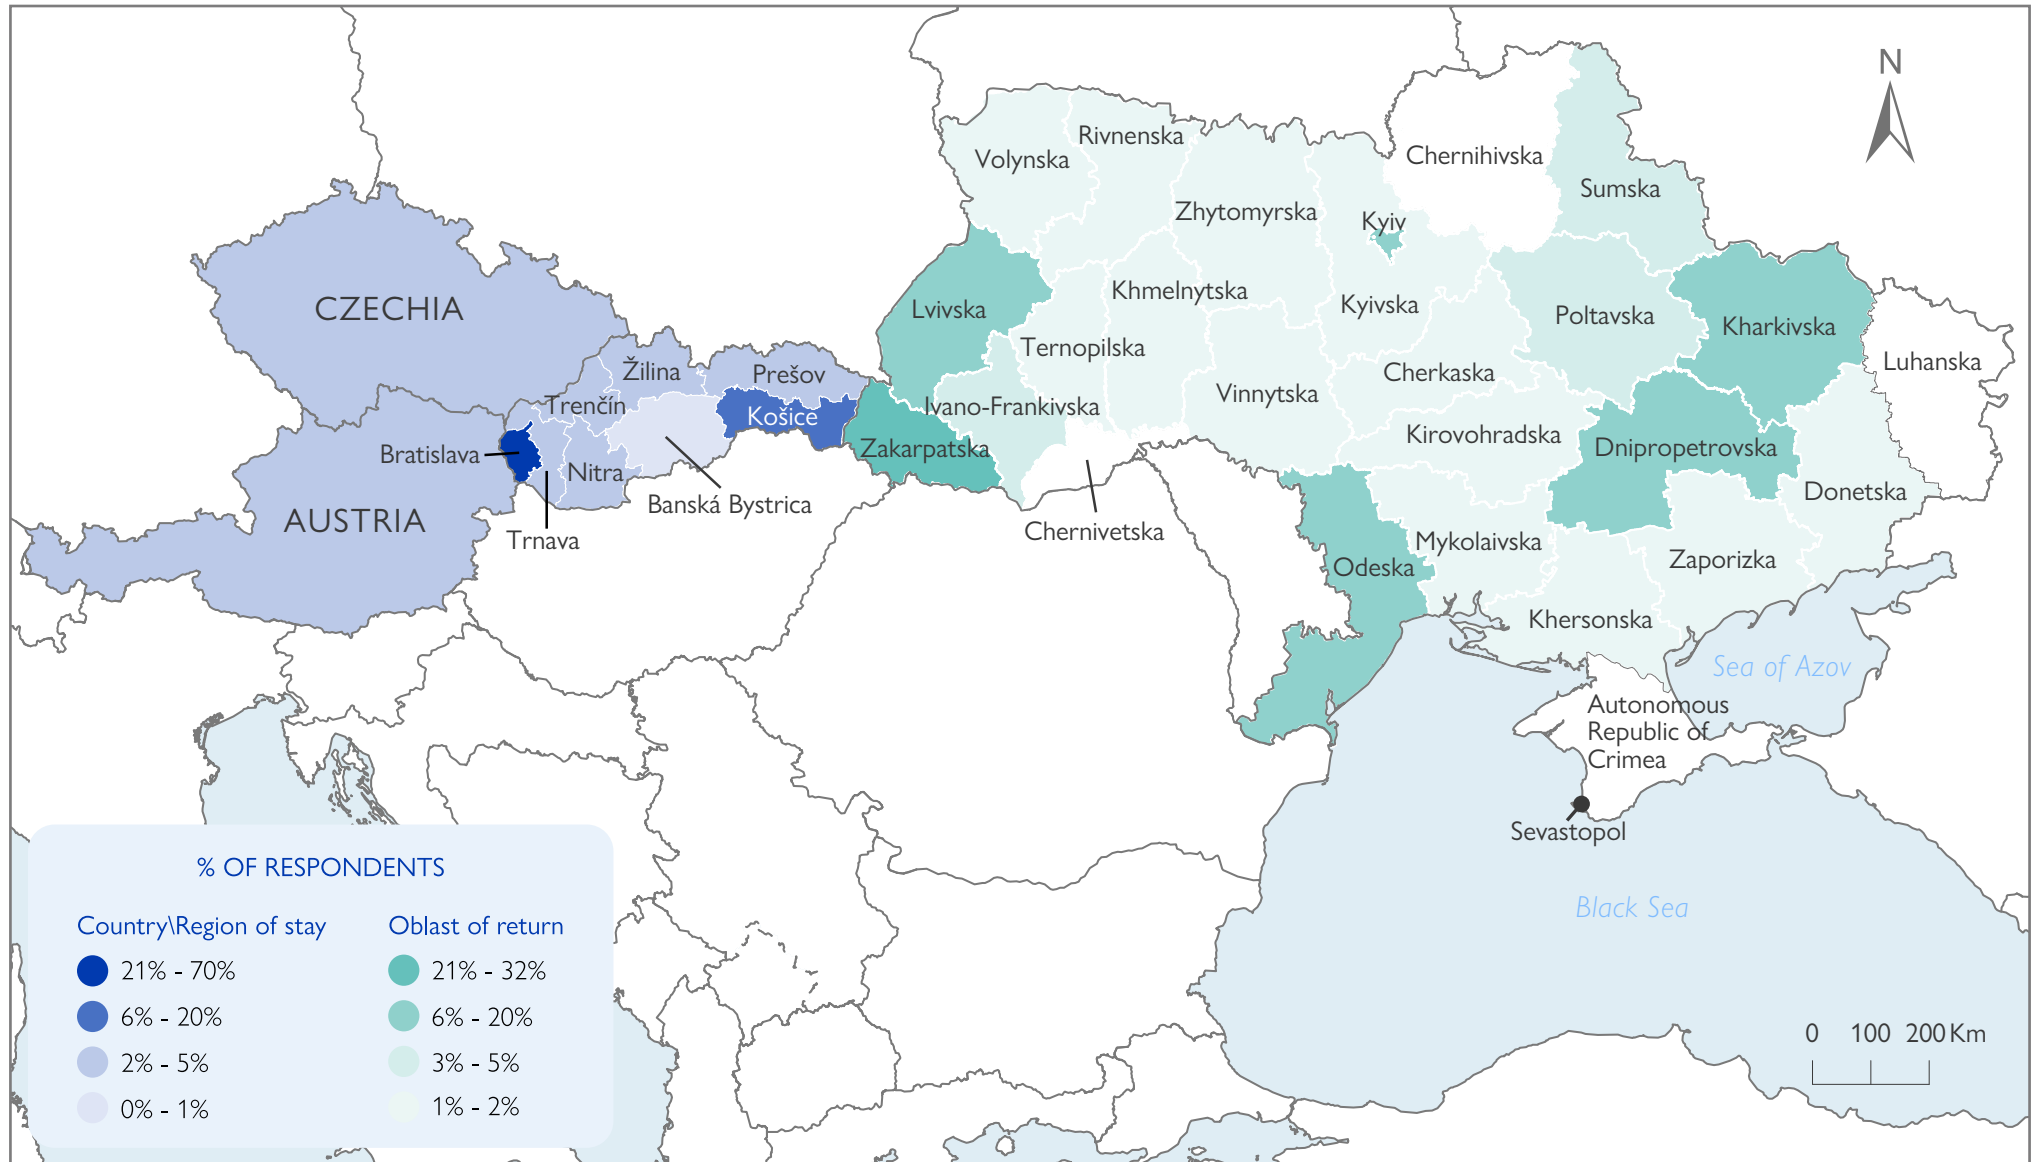 N
Rivnenska
Volynska
Chernihivska
Sumska
Zhytomyrska
Kyiv
Khmelnytska
CZECHIA
Lvivska
Kyivska
Poltavska
Kharkivska
Ternopilska
Luhanska
Žilina
Prešov
Cherkaska
Vinnytska
Trenčín
Ivano-Frankivska
Košice
Kirovohradska
Bratislava
Zakarpatska
Dnipropetrovska
Nitra
Donetska
Banská Bystrica
AUSTRIA
Chernivetska
Trnava
Mykolaivska
Zaporizka
Odeska
Khersonska
Sea of Azov
Autonomous
Republic of
Crimea
Sevastopol
% OF RESPONDENTS
Country\Region of stay
21% - 70%
6% - 20%
2% - 5%
0% - 1%
Oblast of return
21% - 32%
6% - 20%
3% - 5%
1% - 2%
Black Sea
0 100 200 Km